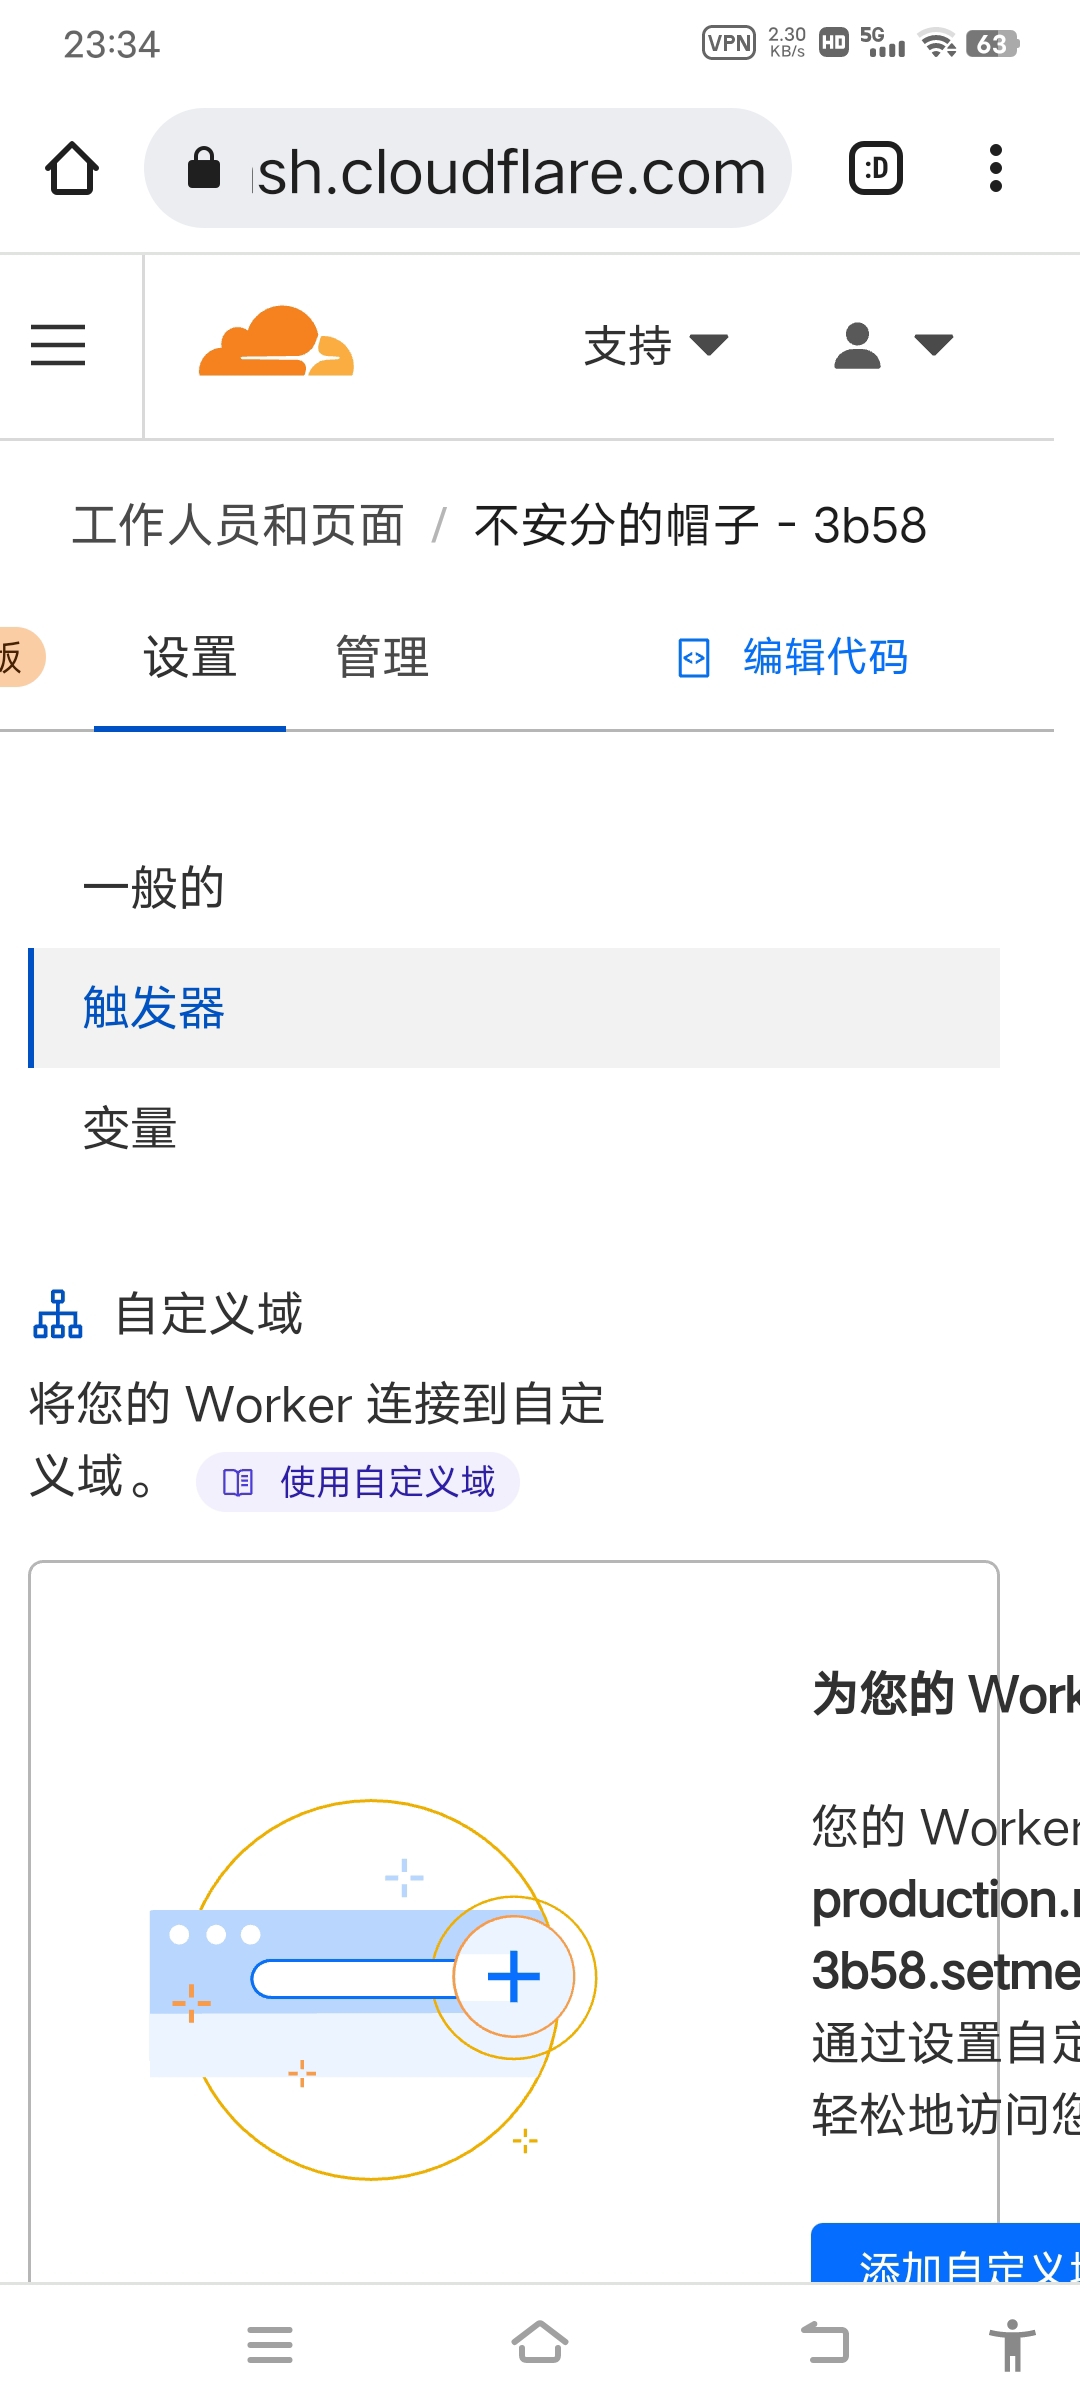 23:34 VPN 2.30 KB/s HD 5G 63
sh.cloudflare.com :D
支持
工作人员和页面 / 不安分的帽子 - 3b58
版 设置 管理 编辑代码
一般的
触发器
变量
自定义域
将您的 Worker 连接到自定
义域。 使用自定义域
为您的 Work
您的 Worker
production.r
3b58.setme
通过设置自定
轻松地访问您
添加自定义域